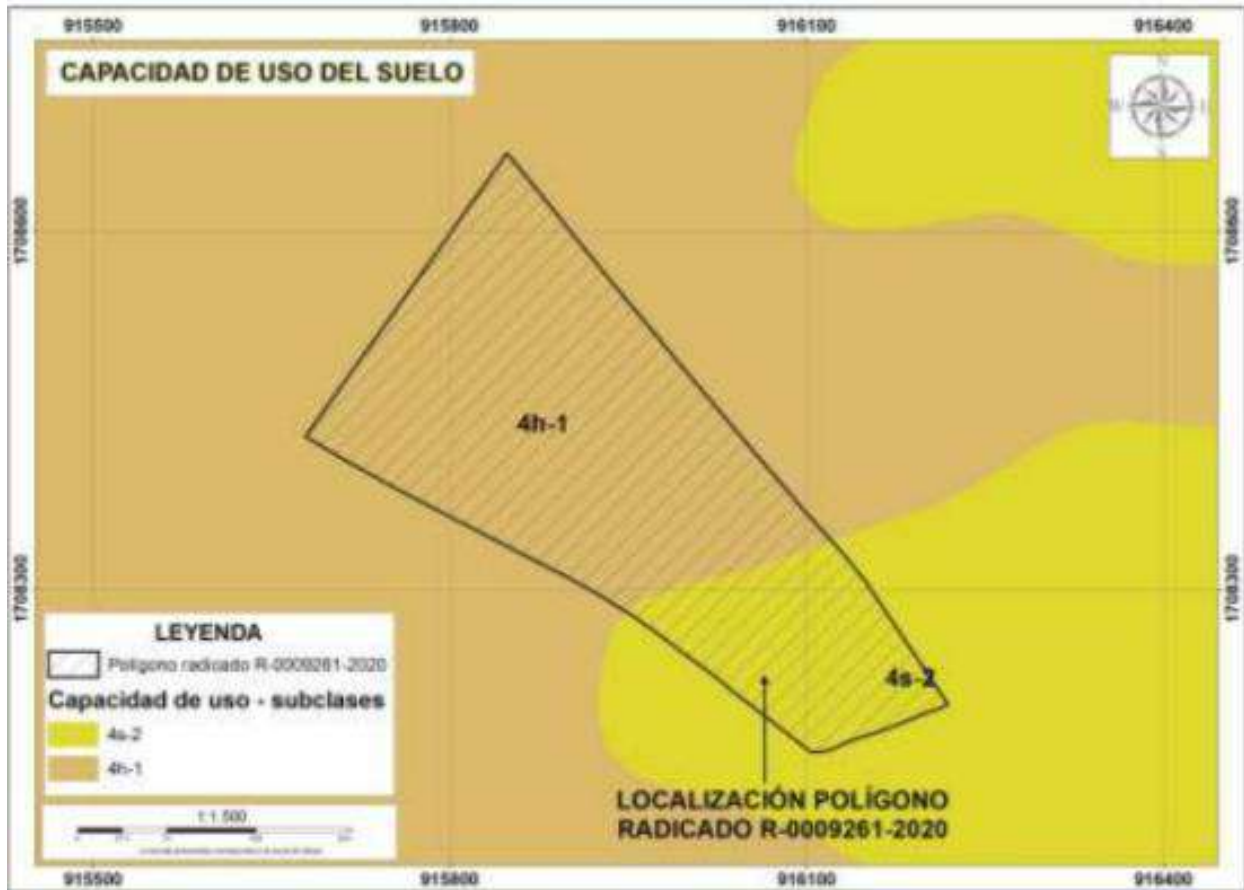 915500 915800 916100 916400
CAPACIDAD DE USO DEL SUELO
N
W
1708600 1708600
4h-1
1708300 1708300
LEYENDA
Polígono radicado R-0009261-2020
Capacidad de uso - subclases
4s-2
4h-1
4s-2
1:1.500
LOCALIZACIÓN POLÍGONO
RADICADO R-0009261-2020
915500 915800 916100 916400